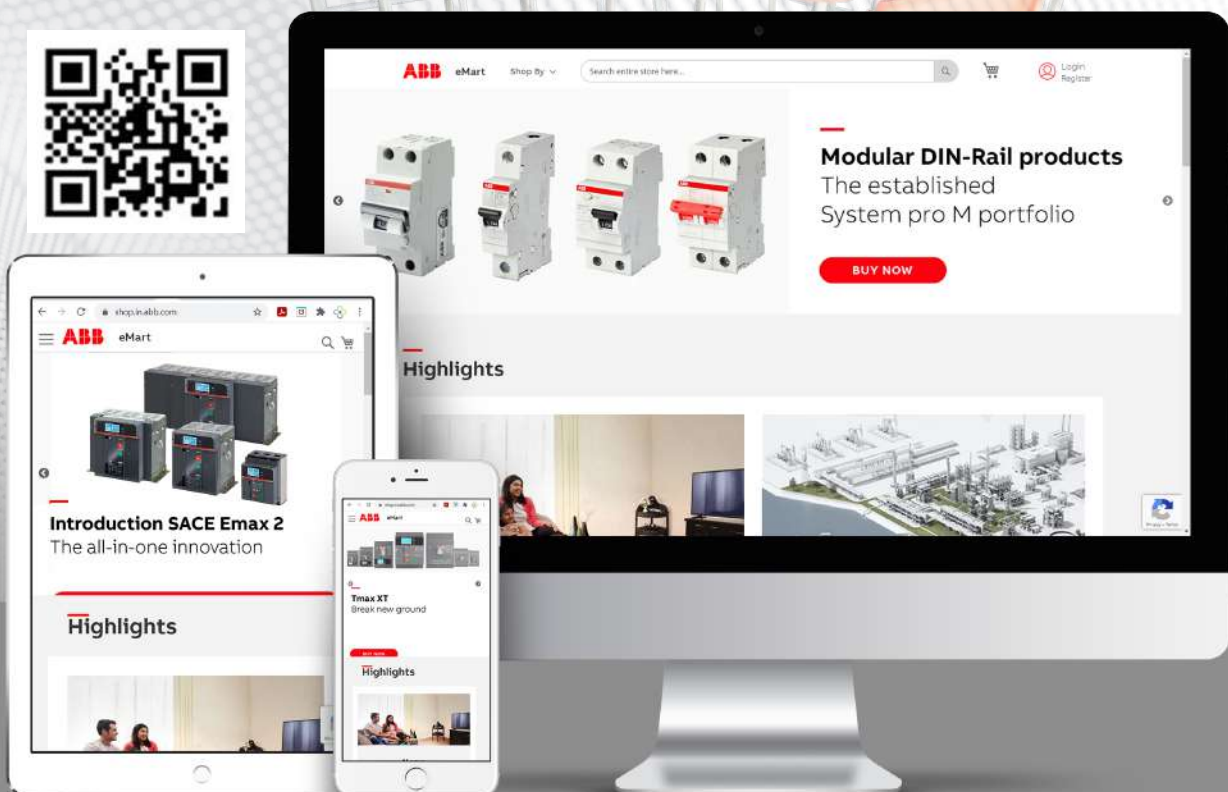 ABB eMart Shop By Search entire store here... Login
Register
Modular DIN-Rail products
The established
System pro M portfolio
BUY NOW
Highlights
shop.in.abb.com
ABB eMart
Introduction SACE Emax 2
The all-in-one innovation
Highlights
ABB eMart
Tmax XT
Break new ground
BUY NOW
Highlights